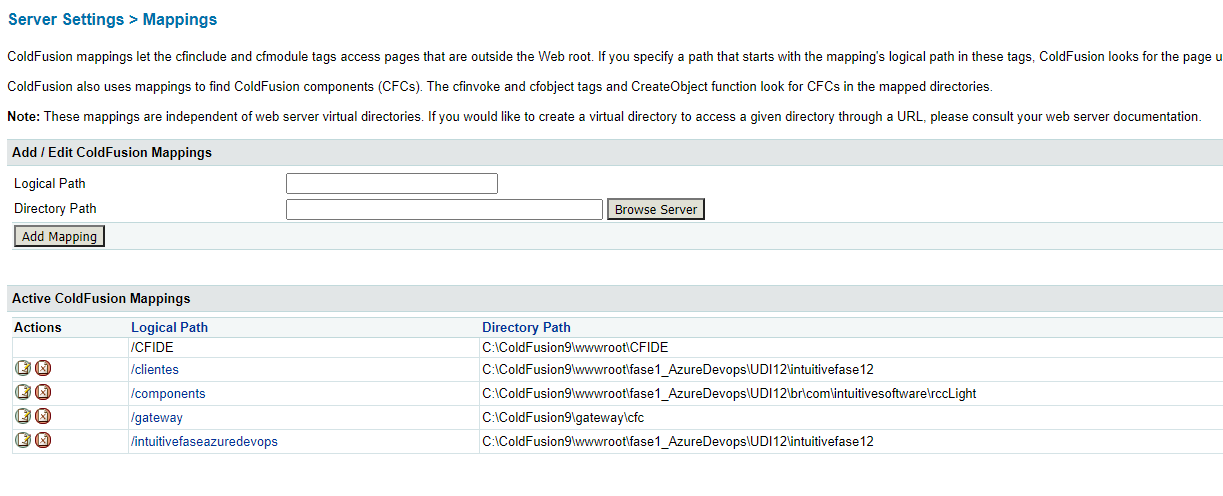 Server Settings > Mappings
ColdFusion mappings let the cfinclude and cfmodule tags access pages that are outside the Web root. If you specify a path that starts with the mapping's logical path in these tags, ColdFusion looks for the page u
ColdFusion also uses mappings to find ColdFusion components (CFCs). The cfinvoke and cfobject tags and CreateObject function look for CFCs in the mapped directories.
Note: These mappings are independent of web server virtual directories. If you would like to create a virtual directory to access a given directory through a URL, please consult your web server documentation.
Add / Edit ColdFusion Mappings
Logical Path
Directory Path Browse Server
Add Mapping
Active ColdFusion Mappings
Actions Logical Path Directory Path
/CFIDE C:\ColdFusion9\wwwroot\CFIDE
/clientes C:\ColdFusion9\wwwroot\fase1_AzureDevops\UDI12\intuitivefase12
/components C:\ColdFusion9\wwwroot\fase1_AzureDevops\UDI12\br\com\intuitivesoftware\rccLight
/gateway C:\ColdFusion9\gateway\cfc
/intuitivefaseazuredevops C:\ColdFusion9\wwwroot\fase1_AzureDevops\UDI12\intuitivefase12